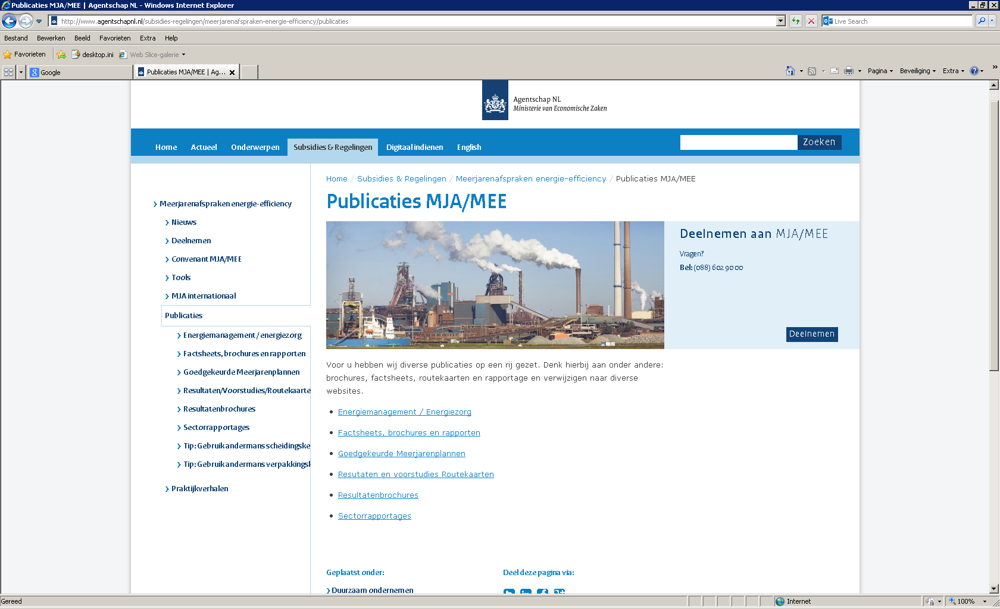 Publicaties MJA/MEE | Agentschap NL - Windows Internet Explorer
http://www.agentschapnl.nl/subsidies-regelingen/meerjarenafspraken-energie-efficiency/publicaties
Live Search
Bestand Bewerken Beeld Favorieten Extra Help
Favorieten desktop.ini Web Slice-galerie
Google Publicaties MJA/MEE | Ag... Pagina Beveiliging Extra
Agentschap NL
Ministerie van Economische Zaken
Home Actueel Onderwerpen Subsidies & Regelingen Digitaal indienen English Zoeken
Home / Subsidies & Regelingen / Meerjarenafspraken energie-efficiency / Publicaties MJA/MEE
Publicaties MJA/MEE
Meerjarenafspraken energie-efficiency
Nieuws
Deelnemen
Convenant MJA/MEE
Tools
MJA internationaal
Publicaties
Energiemanagement / energiezorg
Factsheets, brochures en rapporten
Goedgekeurde Meerjarenplannen
Resultaten/Voorstudies/Routekaarte
Resultatenbrochures
Sectorrapportages
Tip: Gebruik andermans scheidingske
Tip: Gebruik andermans verpakkingsk
Praktijkverhalen
Deelnemen aan MJA/MEE
Vragen?
Bel: (088) 602 90 00
Deelnemen
Voor u hebben wij diverse publicaties op een rij gezet. Denk hierbij aan onder andere:
brochures, factsheets, routekaarten en rapportage en verwijzigen naar diverse
websites.
• Energiemanagement / Energiezorg
• Factsheets, brochures en rapporten
• Goedgekeurde Meerjarenplannen
• Resutaten en voorstudies Routekaarten
• Resultatenbrochures
• Sectorrapportages
Geplaatst onder: Deel deze pagina via:
Duurzaam ondernemen
Gereed Internet 100%